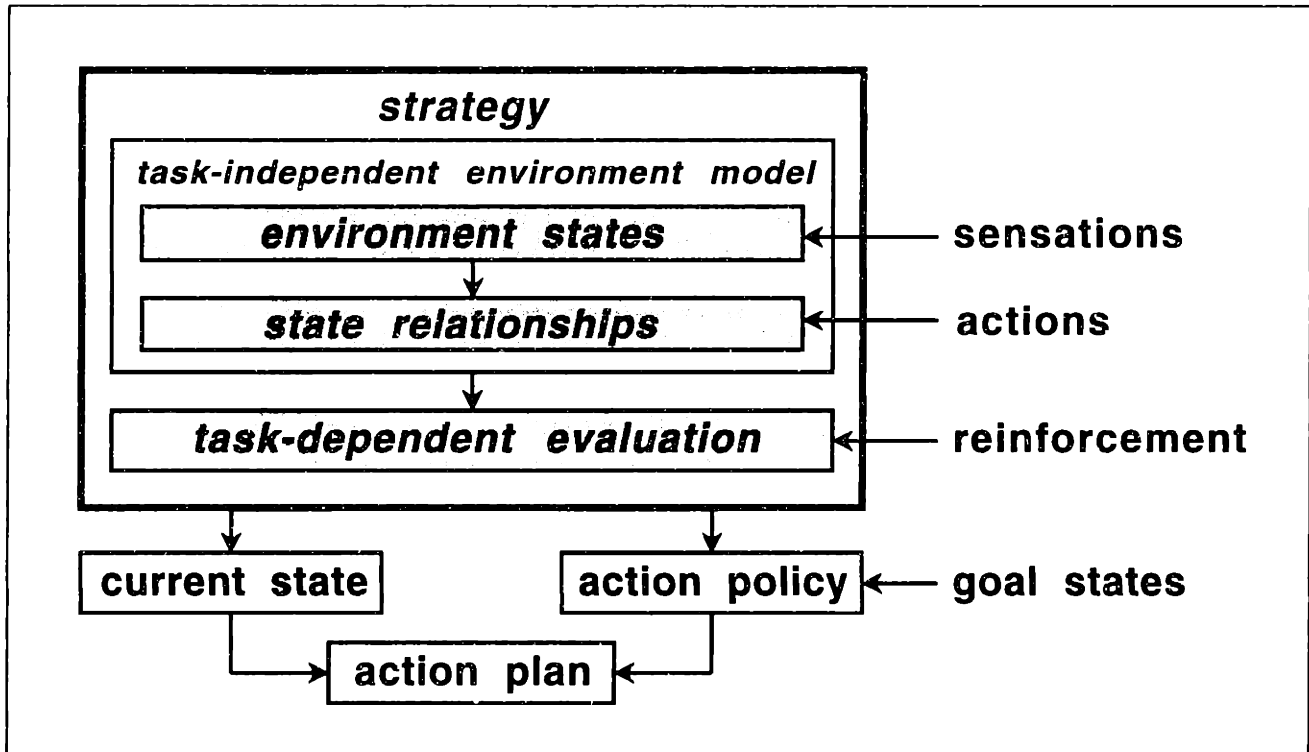 strategy
task-independent environment model
environment states
sensations
state relationships
actions
task-dependent evaluation
reinforcement
current state
action policy
goal states
action plan